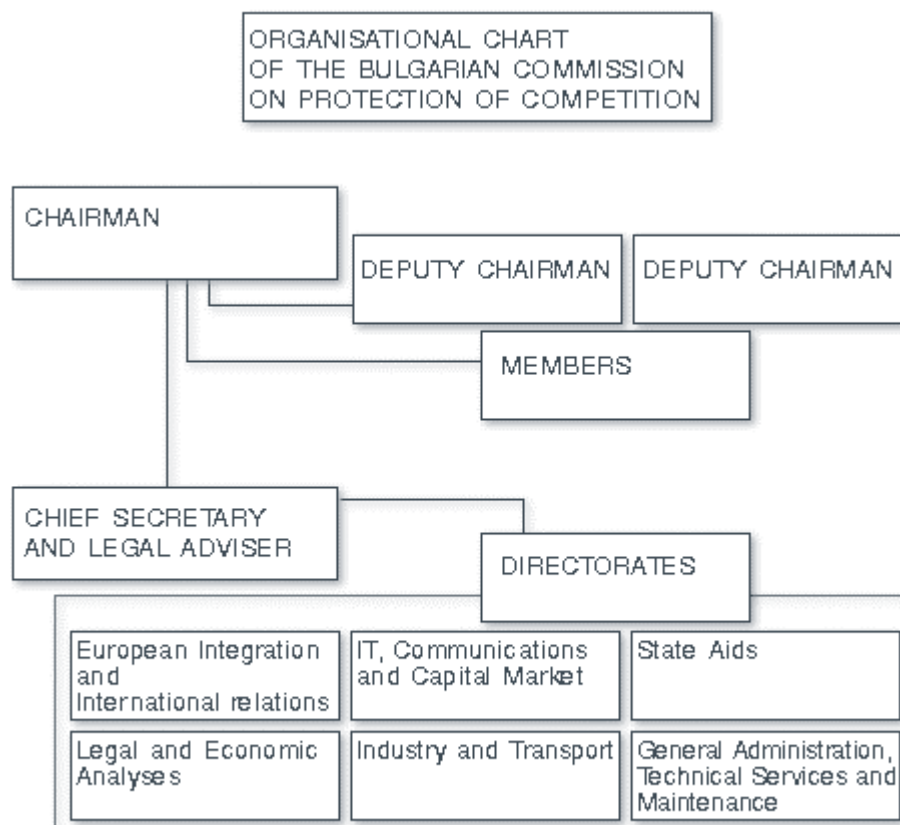 ORGANISATIONAL CHART
OF THE BULGARIAN COMMISSION
ON PROTECTION OF COMPETITION
CHAIRMAN
DEPUTY CHAIRMAN
DEPUTY CHAIRMAN
MEMBERS
CHIEF SECRETARY
AND LEGAL ADVISER
DIRECTORATES
European Integration
and
International relations
IT, Communications
and Capital Market
State Aids
Legal and Economic
Analyses
Industry and Transport
General Administration,
Technical Services and
Maintenance